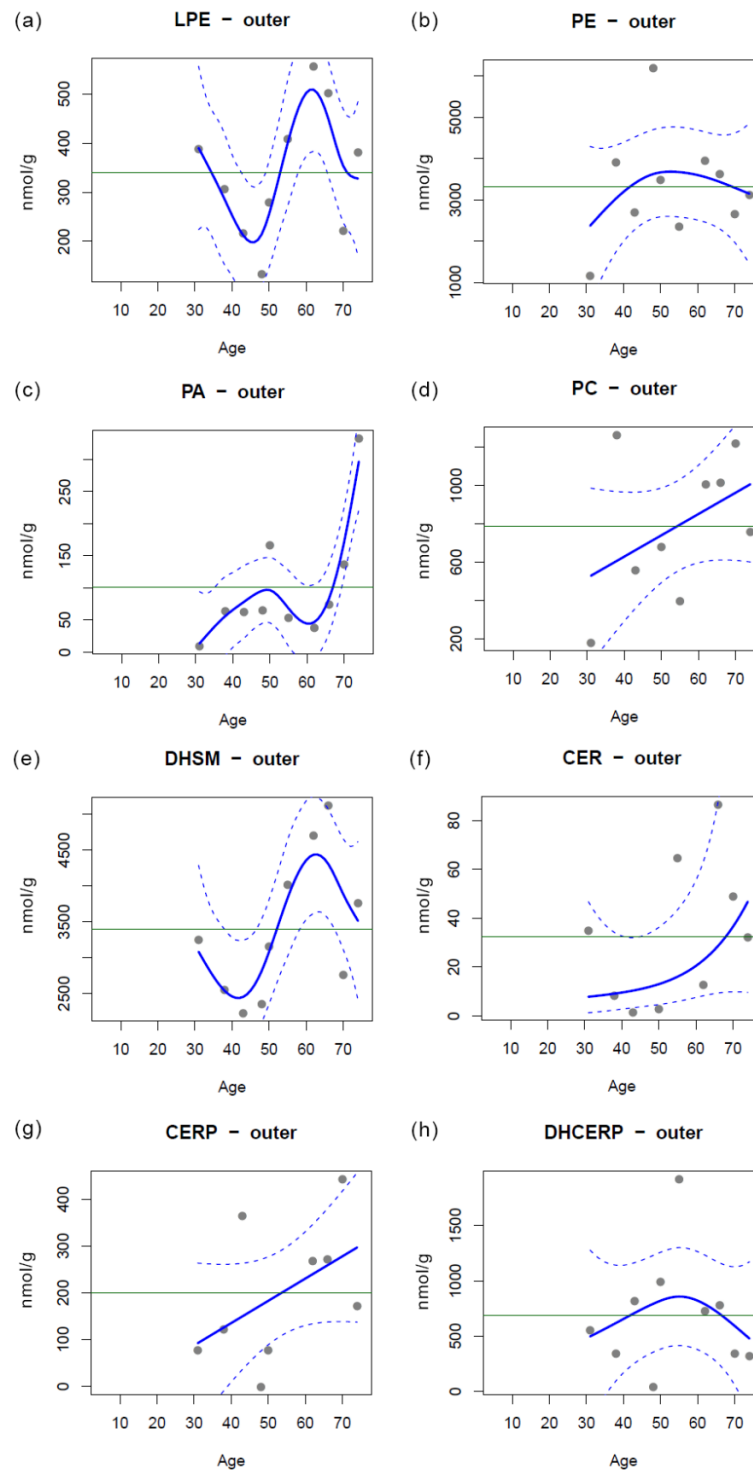 (a) LPE − outer
nmol/g
500
400
300
200
10 20 30 40 50 60 70
Age
(b) PE − outer
nmol/g
5000
3000
1000
10 20 30 40 50 60 70
Age
(c) PA − outer
nmol/g
250
150
50
0
10 20 30 40 50 60 70
Age
(d) PC − outer
nmol/g
1000
600
200
10 20 30 40 50 60 70
Age
(e) DHSM − outer
nmol/g
4500
3500
2500
10 20 30 40 50 60 70
Age
(f) CER − outer
nmol/g
80
60
40
20
0
10 20 30 40 50 60 70
Age
(g) CERP − outer
nmol/g
400
300
200
100
0
10 20 30 40 50 60 70
Age
(h) DHCERP − outer
nmol/g
1500
1000
500
0
10 20 30 40 50 60 70
Age